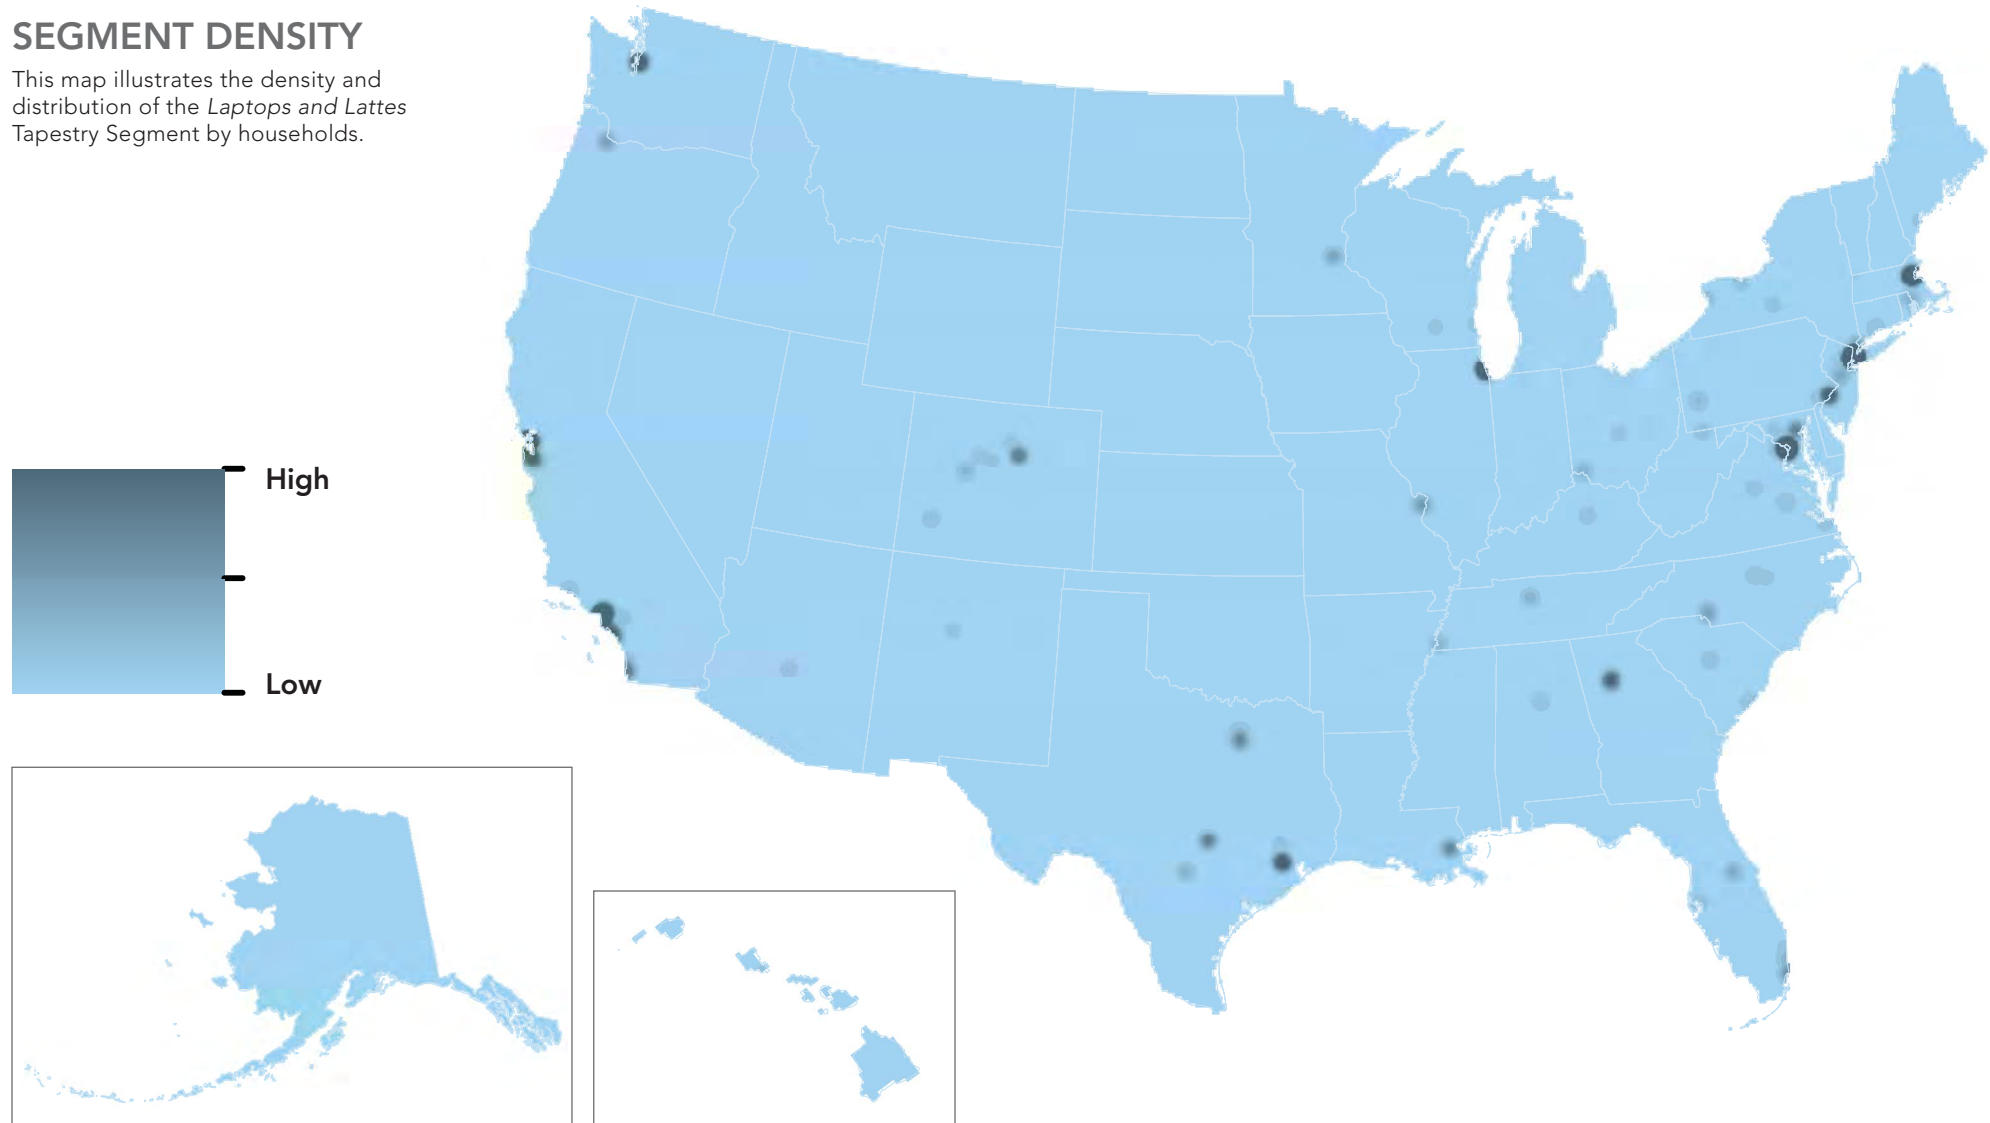 SEGMENT DENSITY
This map illustrates the density and
distribution of the Laptops and Lattes
Tapestry Segment by households.
High
Low